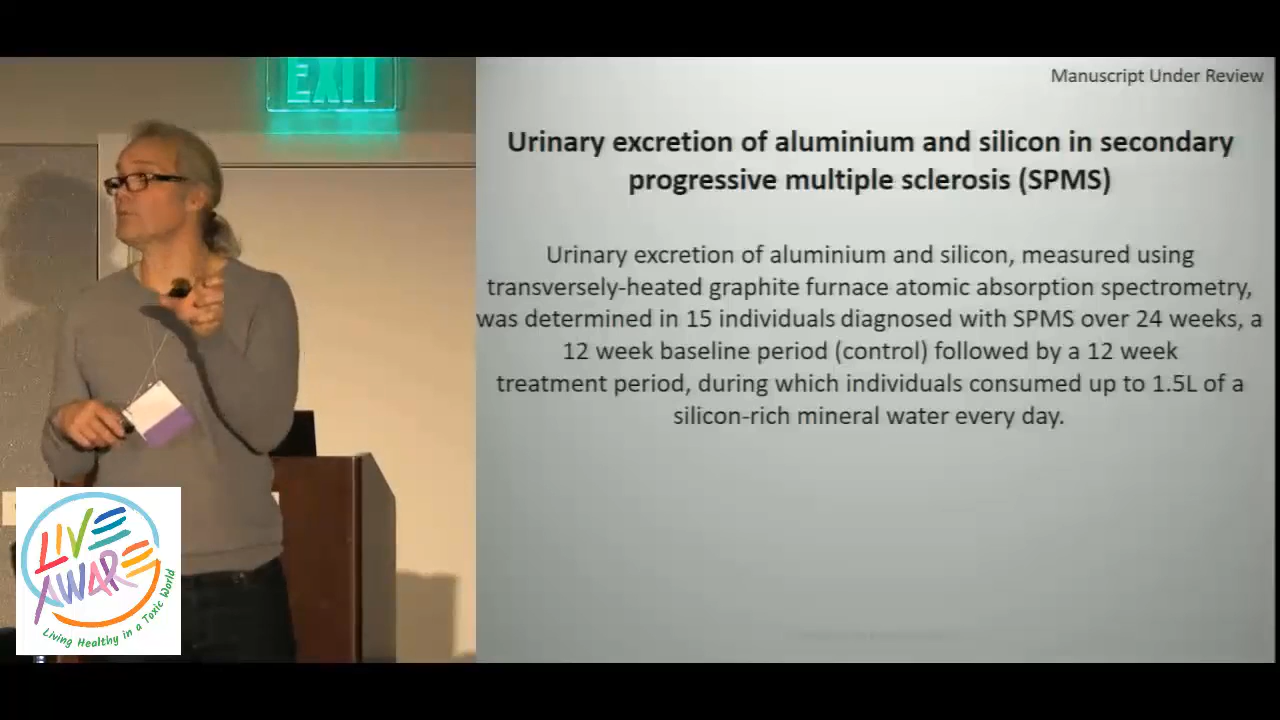 EXIT
Manuscript Under Review
Urinary excretion of aluminium and silicon in secondary
progressive multiple sclerosis (SPMS)
Urinary excretion of aluminium and silicon, measured using
transversely-heated graphite furnace atomic absorption spectrometry,
was determined in 15 individuals diagnosed with SPMS over 24 weeks, a
12 week baseline period (control) followed by a 12 week
treatment period, during which individuals consumed up to 1.5L of a
silicon-rich mineral water every day.
LIVE
AWARE
Living Healthy in a Toxic World